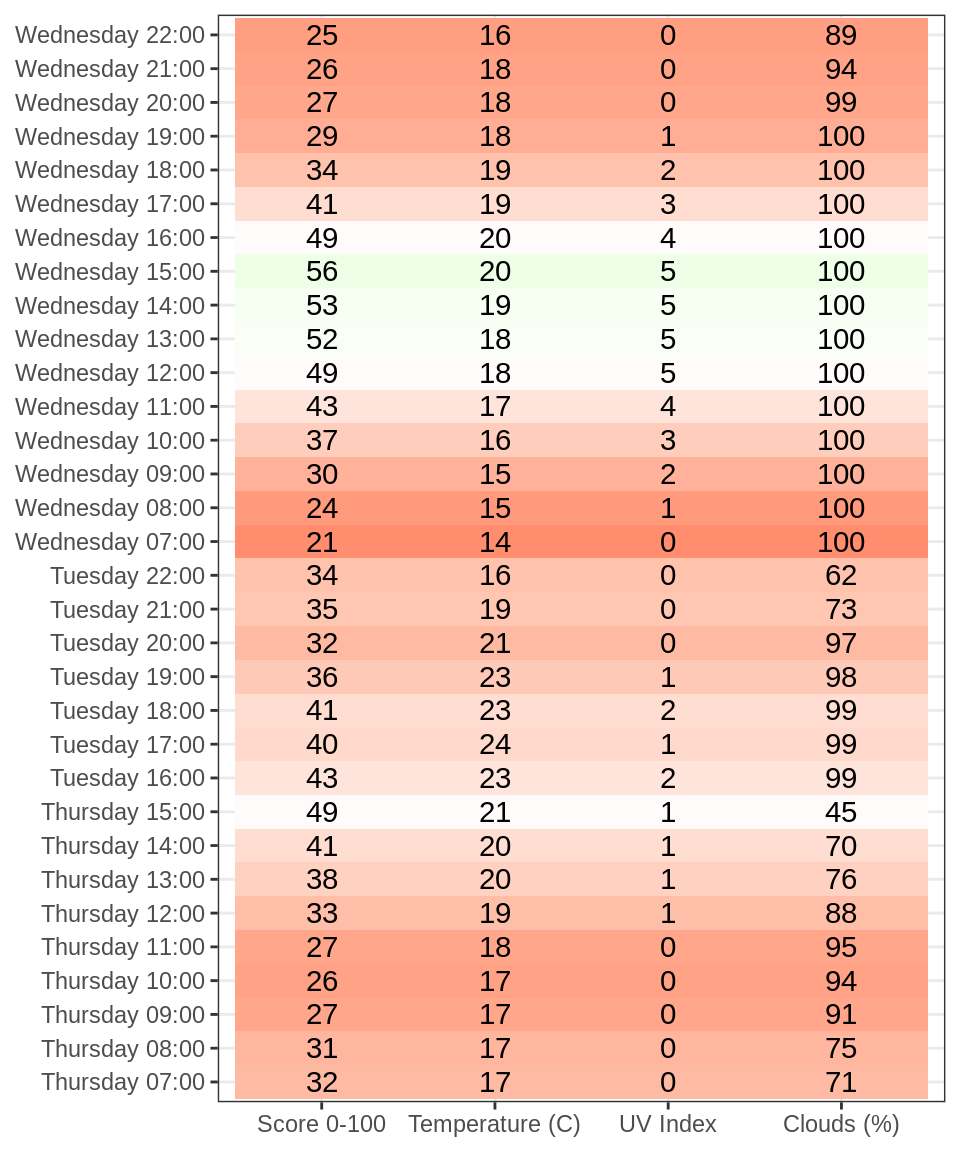 Wednesday 22:00 25 16 0 89
Wednesday 21:00 26 18 0 94
Wednesday 20:00 27 18 0 99
Wednesday 19:00 29 18 1 100
Wednesday 18:00 34 19 2 100
Wednesday 17:00 41 19 3 100
Wednesday 16:00 49 20 4 100
Wednesday 15:00 56 20 5 100
Wednesday 14:00 53 19 5 100
Wednesday 13:00 52 18 5 100
Wednesday 12:00 49 18 5 100
Wednesday 11:00 43 17 4 100
Wednesday 10:00 37 16 3 100
Wednesday 09:00 30 15 2 100
Wednesday 08:00 24 15 1 100
Wednesday 07:00 21 14 0 100
Tuesday 22:00 34 16 0 62
Tuesday 21:00 35 19 0 73
Tuesday 20:00 32 21 0 97
Tuesday 19:00 36 23 1 98
Tuesday 18:00 41 23 2 99
Tuesday 17:00 40 24 1 99
Tuesday 16:00 43 23 2 99
Thursday 15:00 49 21 1 45
Thursday 14:00 41 20 1 70
Thursday 13:00 38 20 1 76
Thursday 12:00 33 19 1 88
Thursday 11:00 27 18 0 95
Thursday 10:00 26 17 0 94
Thursday 09:00 27 17 0 91
Thursday 08:00 31 17 0 75
Thursday 07:00 32 17 0 71
Score 0-100 Temperature (C) UV Index Clouds (%)